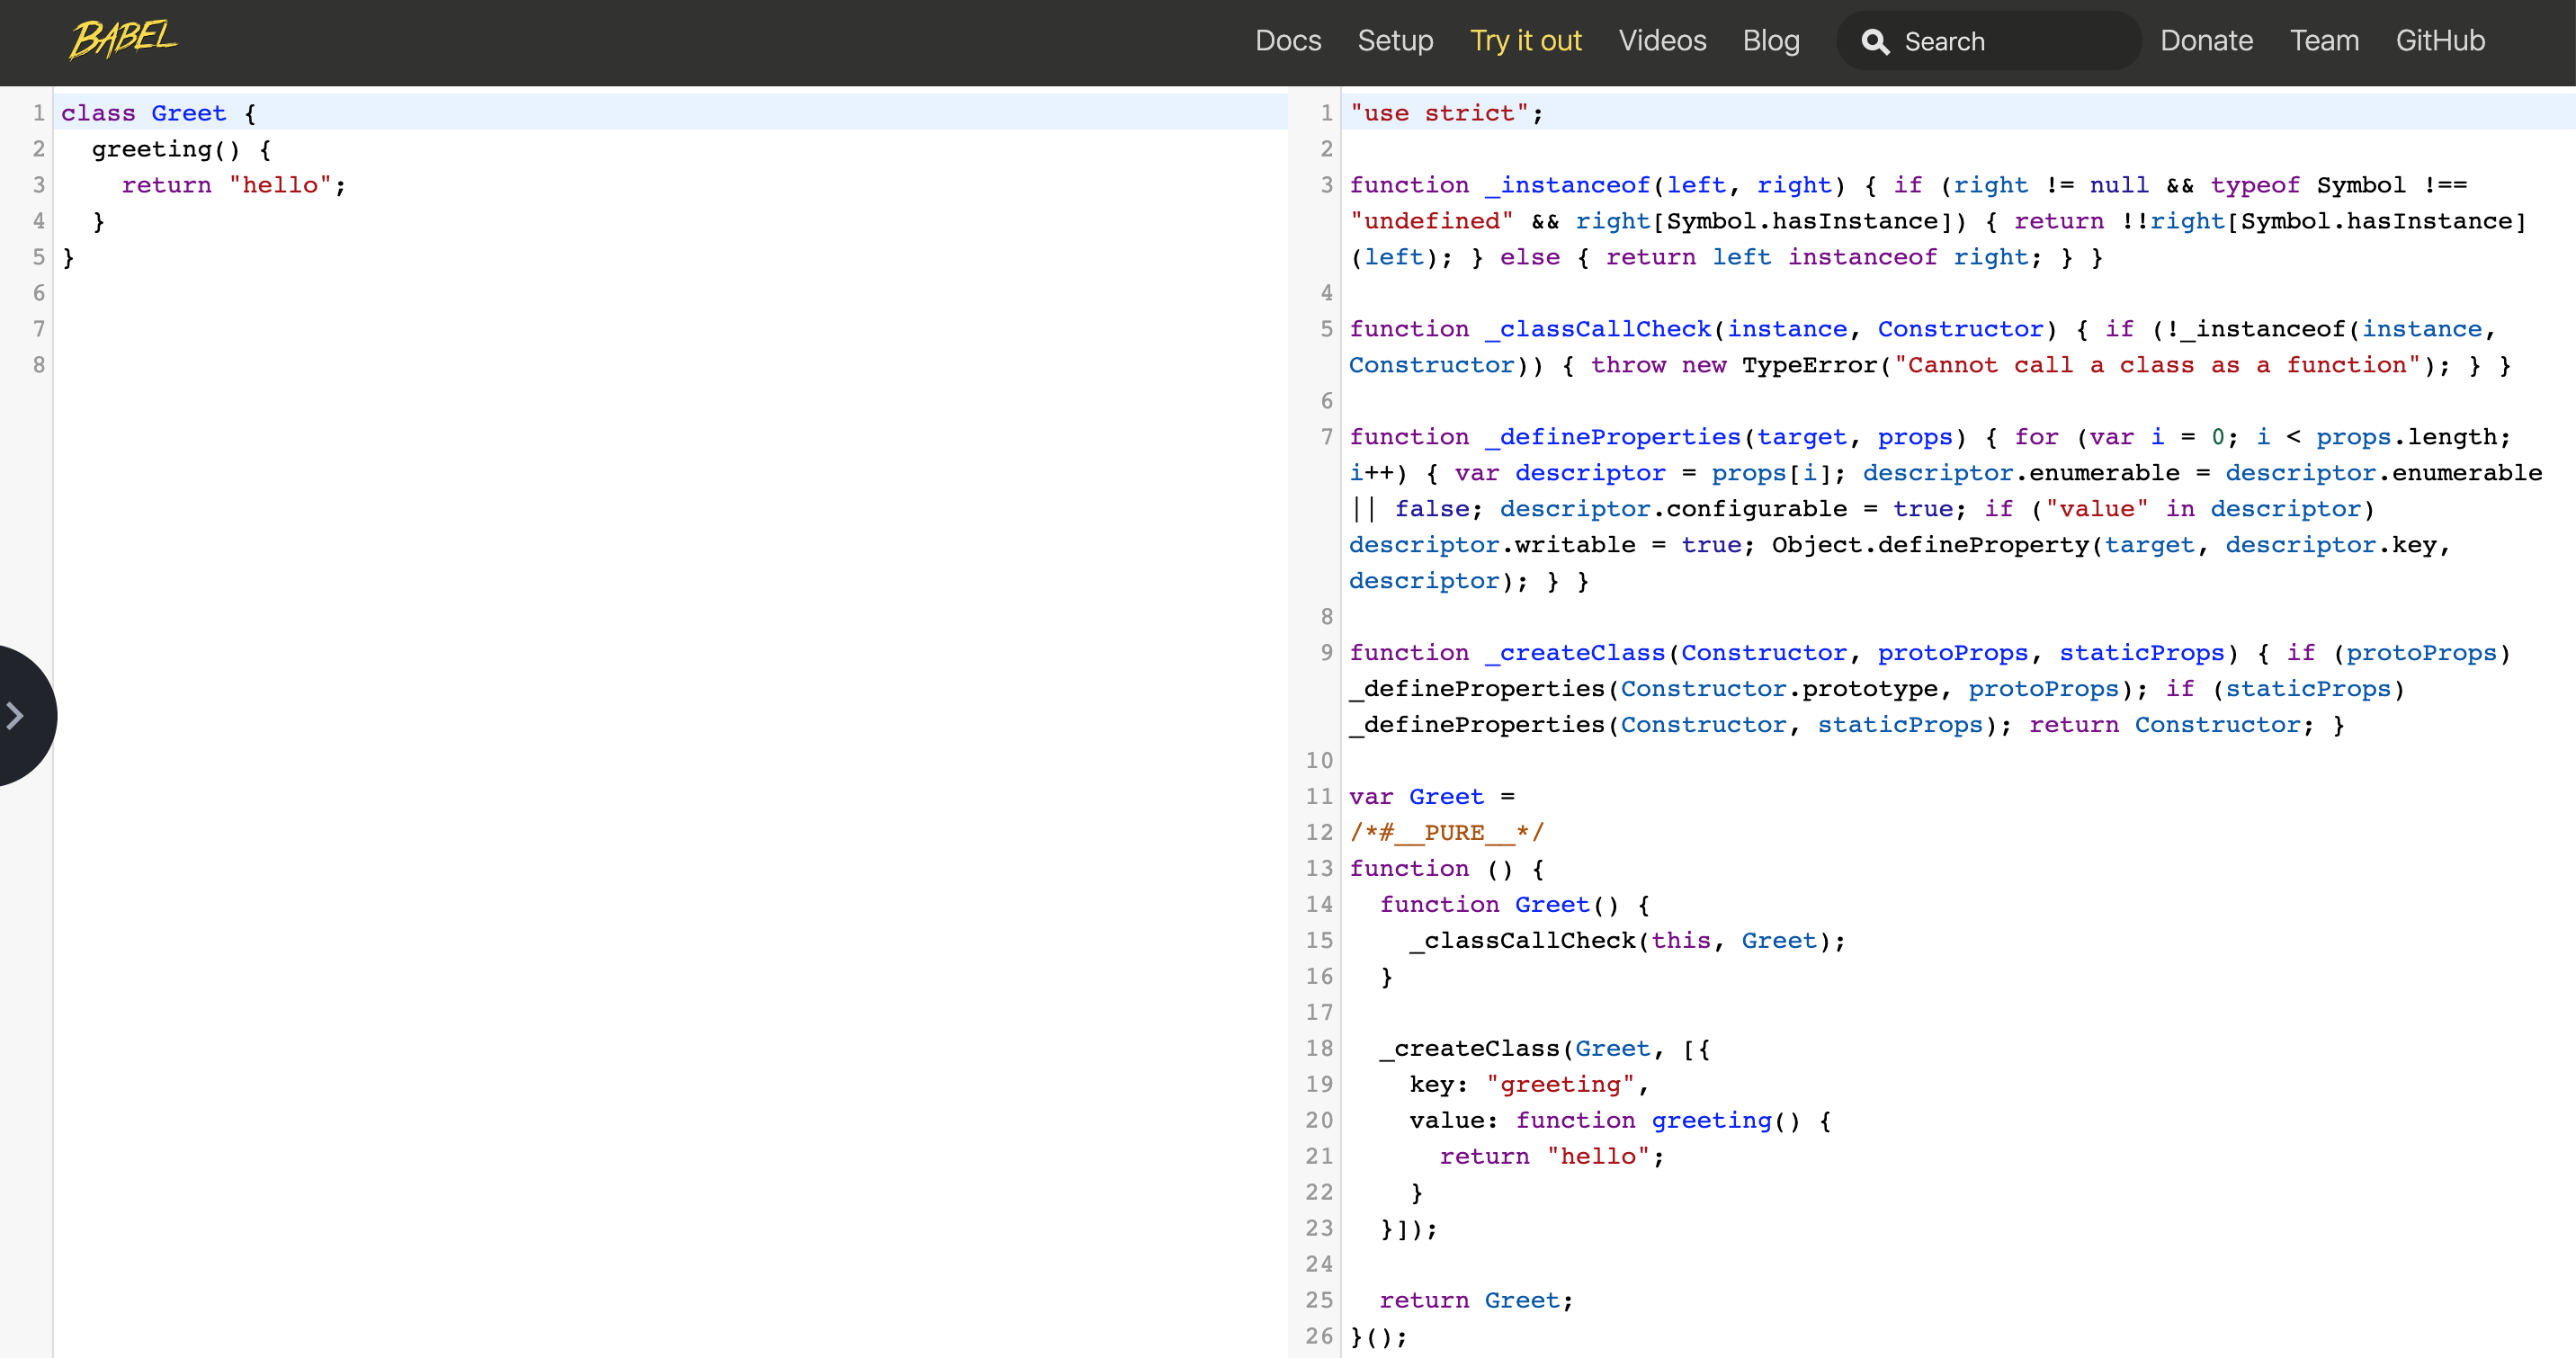 BABEL
Docs Setup Try it out Videos Blog Search Donate Team GitHub
1 class Greet {
2   greeting() {
3     return "hello";
4   }
5 }
6
7
8
1 "use strict";
2
3 function _instanceof(left, right) { if (right != null && typeof Symbol !==
"undefined" && right[Symbol.hasInstance]) { return !!right[Symbol.hasInstance]
(left); } else { return left instanceof right; } }
4
5 function _classCallCheck(instance, Constructor) { if (!_instanceof(instance,
Constructor)) { throw new TypeError("Cannot call a class as a function"); } }
6
7 function _defineProperties(target, props) { for (var i = 0; i < props.length;
i++) { var descriptor = props[i]; descriptor.enumerable = descriptor.enumerable
|| false; descriptor.configurable = true; if ("value" in descriptor)
descriptor.writable = true; Object.defineProperty(target, descriptor.key,
descriptor); } }
8
9 function _createClass(Constructor, protoProps, staticProps) { if (protoProps)
_defineProperties(Constructor.prototype, protoProps); if (staticProps)
_defineProperties(Constructor, staticProps); return Constructor; }
10
11 var Greet =
12 /*#__PURE__*/
13 function () {
14   function Greet() {
15     _classCallCheck(this, Greet);
16   }
17
18   _createClass(Greet, [{
19     key: "greeting",
20     value: function greeting() {
21       return "hello";
22     }
23   }]);
24
25   return Greet;
26 }();